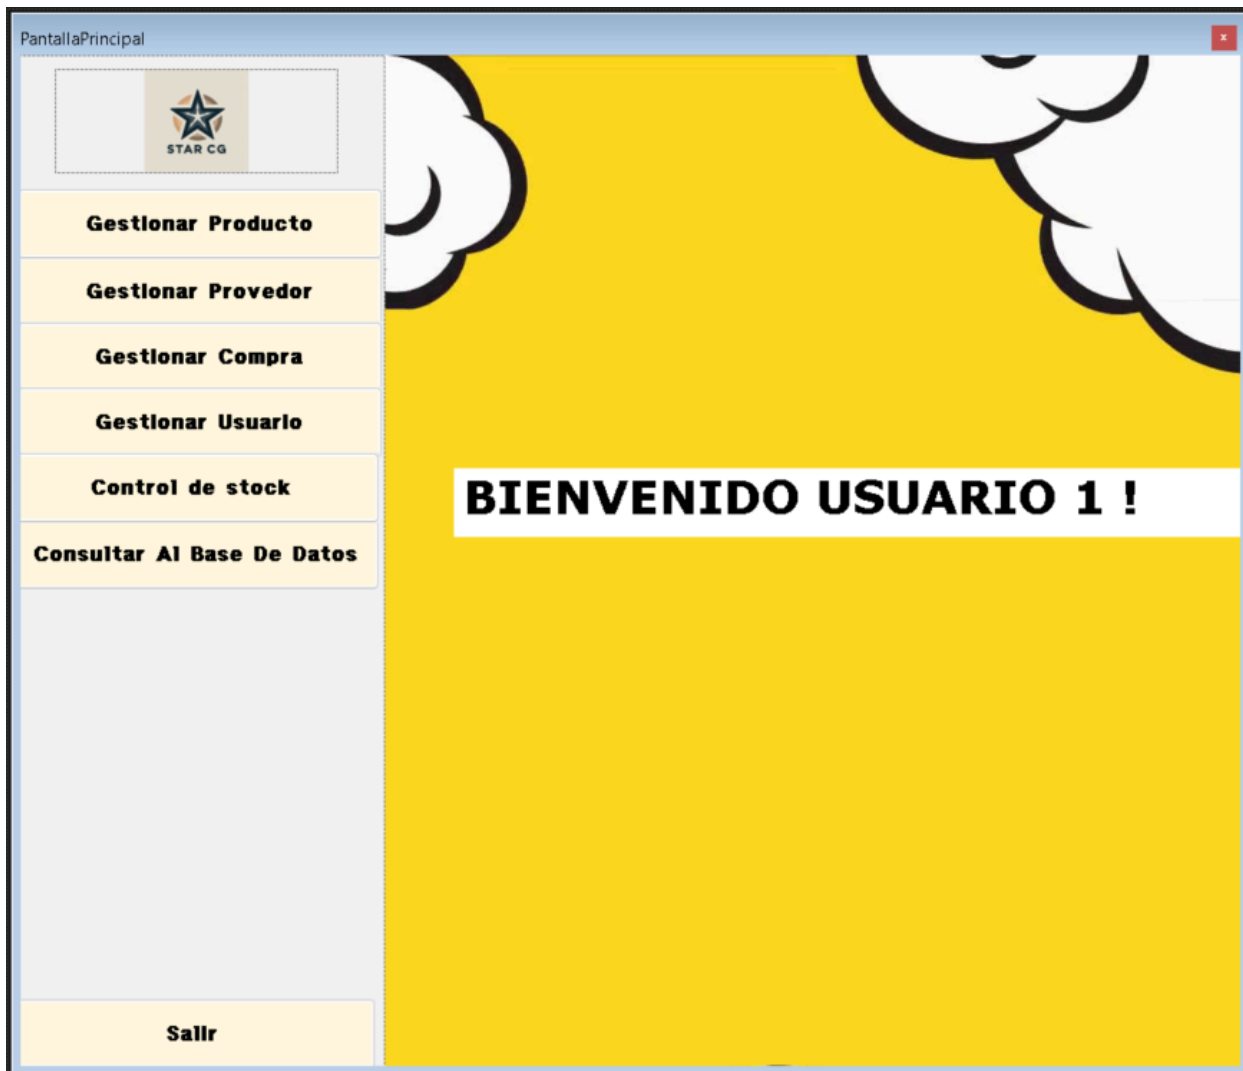 PantallaPrincipal
x
STAR CG
Gestionar Producto
Gestionar Provedor
Gestionar Compra
Gestionar Usuario
Control de stock
BIENVENIDO USUARIO 1 !
Consultar Al Base De Datos
Salir